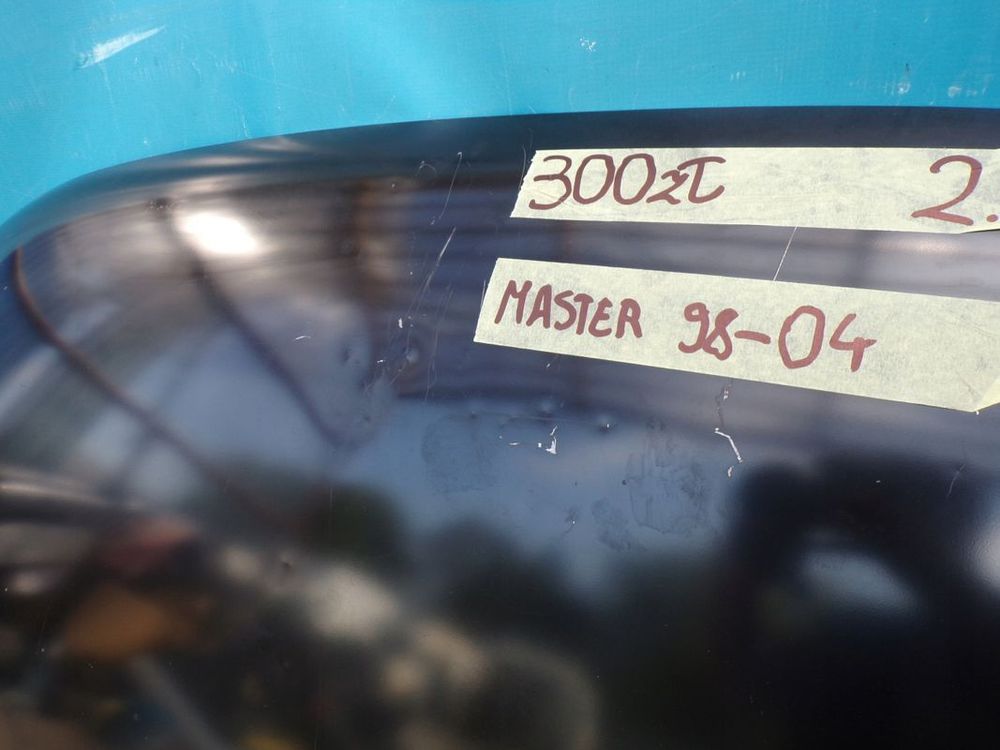 300zł 2.
MASTER 98-04